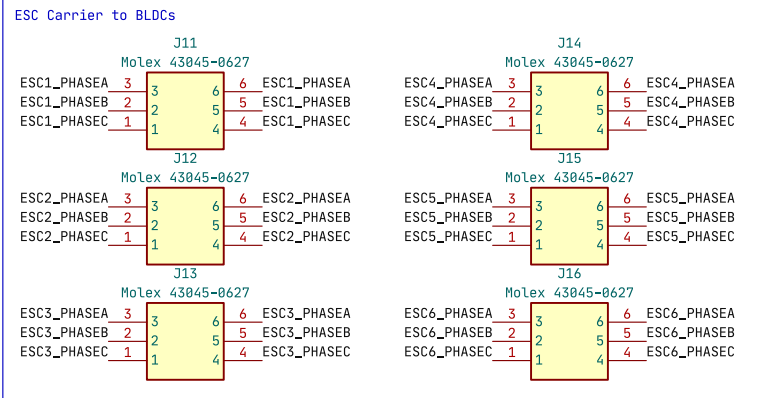 ESC Carrier to BLDCs
J11
Molex 43045-0627
ESC1_PHASEA 3 3 6 6 ESC1_PHASEA
ESC1_PHASEB 2 2 5 5 ESC1_PHASEB
ESC1_PHASEC 1 1 4 4 ESC1_PHASEC
J14
Molex 43045-0627
ESC4_PHASEA 3 3 6 6 ESC4_PHASEA
ESC4_PHASEB 2 2 5 5 ESC4_PHASEB
ESC4_PHASEC 1 1 4 4 ESC4_PHASEC
J12
Molex 43045-0627
ESC2_PHASEA 3 3 6 6 ESC2_PHASEA
ESC2_PHASEB 2 2 5 5 ESC2_PHASEB
ESC2_PHASEC 1 1 4 4 ESC2_PHASEC
J15
Molex 43045-0627
ESC5_PHASEA 3 3 6 6 ESC5_PHASEA
ESC5_PHASEB 2 2 5 5 ESC5_PHASEB
ESC5_PHASEC 1 1 4 4 ESC5_PHASEC
J13
Molex 43045-0627
ESC3_PHASEA 3 3 6 6 ESC3_PHASEA
ESC3_PHASEB 2 2 5 5 ESC3_PHASEB
ESC3_PHASEC 1 1 4 4 ESC3_PHASEC
J16
Molex 43045-0627
ESC6_PHASEA 3 3 6 6 ESC6_PHASEA
ESC6_PHASEB 2 2 5 5 ESC6_PHASEB
ESC6_PHASEC 1 1 4 4 ESC6_PHASEC